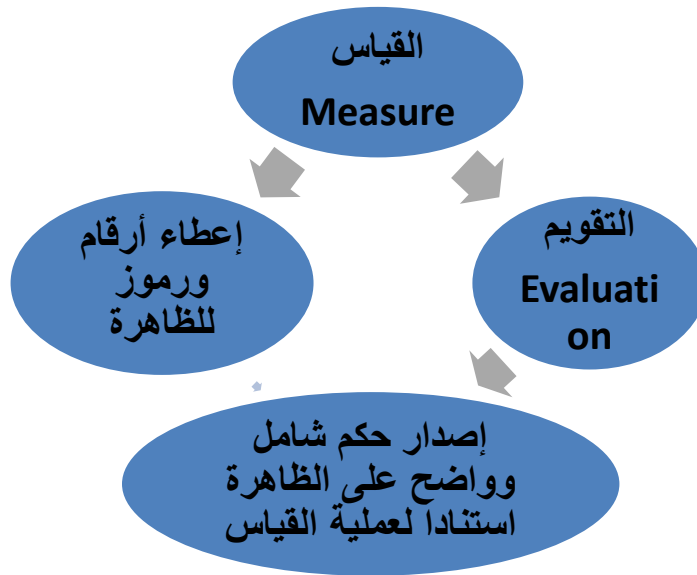 القياس
Measure
إعطاء أرقام
ورموز
للظاهرة
التقويم
Evaluati
on
إصدار حكم شامل
وواضح على الظاهرة
استنادا لعملية القياس